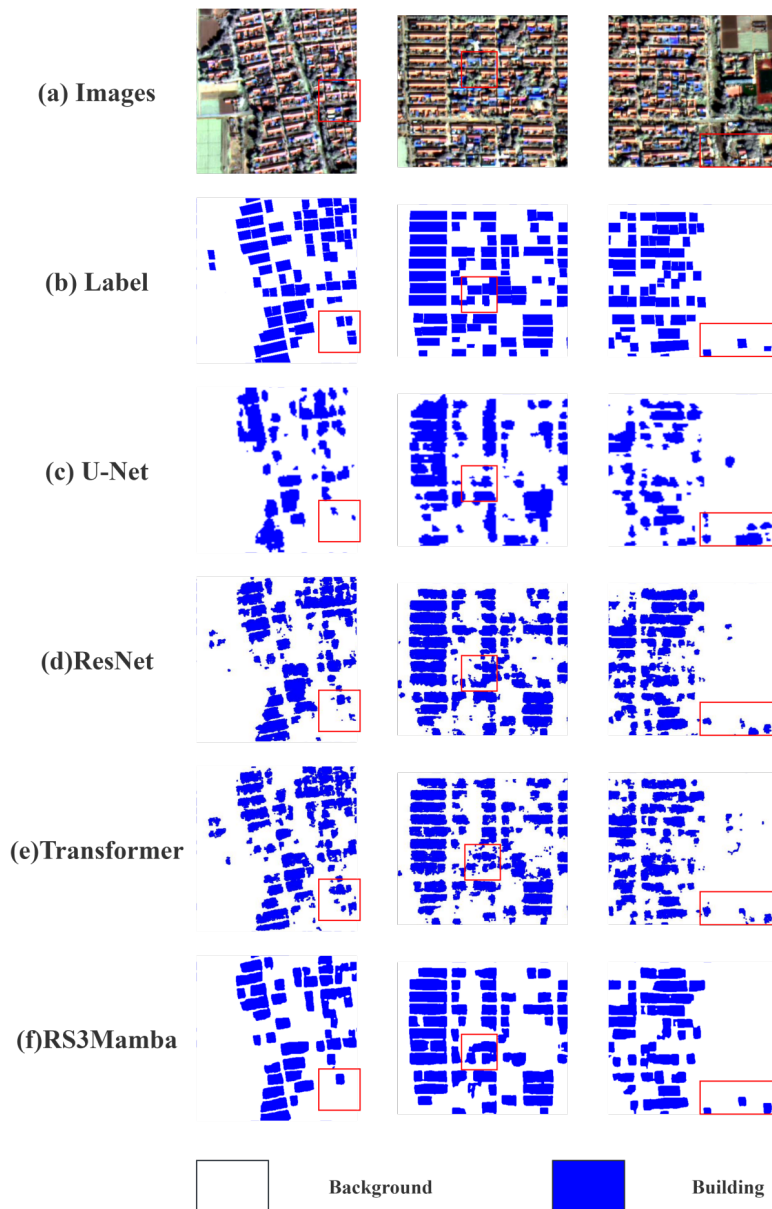 (a) Images
(b) Label
(c) U-Net
(d)ResNet
(e)Transformer
(f)RS3Mamba
Background Building